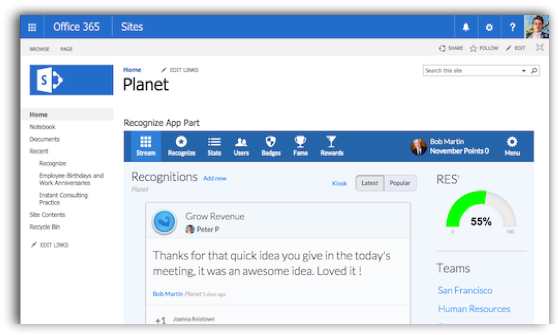 Office 365
Sites
?
BROWSE PAGE
SHARE FOLLOW EDIT
S
Home EDIT LINKS
Planet
Search this site
Home
Notebook
Documents
Recent
Recognize
Employee Birthdays and
Work Anniversaries
Instant Consulting
Practice
Site Contents
Recycle Bin
EDIT LINKS
Recognize App Part
Stream Recognize Stats Users Badges Fame Rewards
Bob Martin
November Points 0
Menu
Recognitions Add new
Planet
Kiosk Latest Popular
Grow Revenue
Peter P
Thanks for that quick idea you give in the today's
meeting, it was an awesome idea. Loved it !
Bob Martin Planet 5 days ago
+1 Joanna Anistown
RES'
55%
0 100
Teams
San Francisco
Human Resources